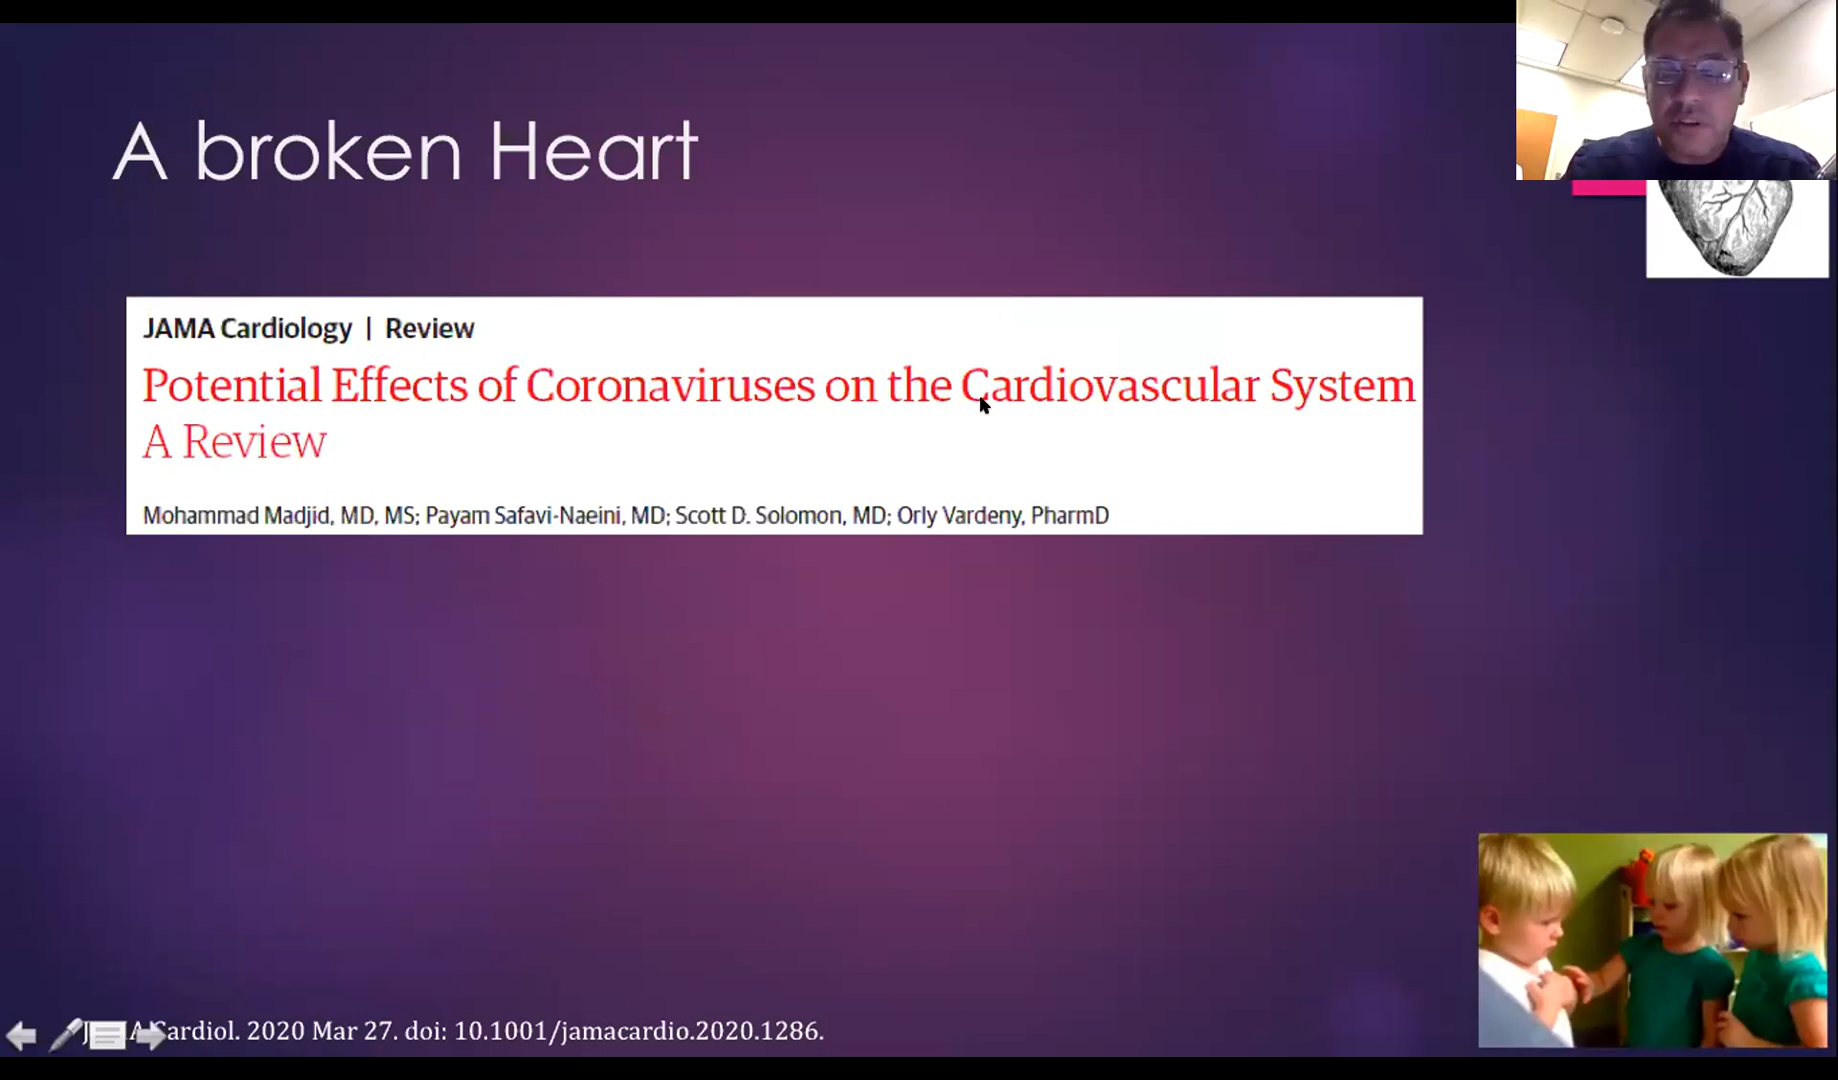 A broken Heart
JAMA Cardiology | Review
Potential Effects of Coronaviruses on the Cardiovascular System
A Review
Mohammad Madjid, MD, MS; Payam Safavi-Naeini, MD; Scott D. Solomon, MD; Orly Vardeny, PharmD
Cardiol. 2020 Mar 27. doi: 10.1001/jamacardio.2020.1286.